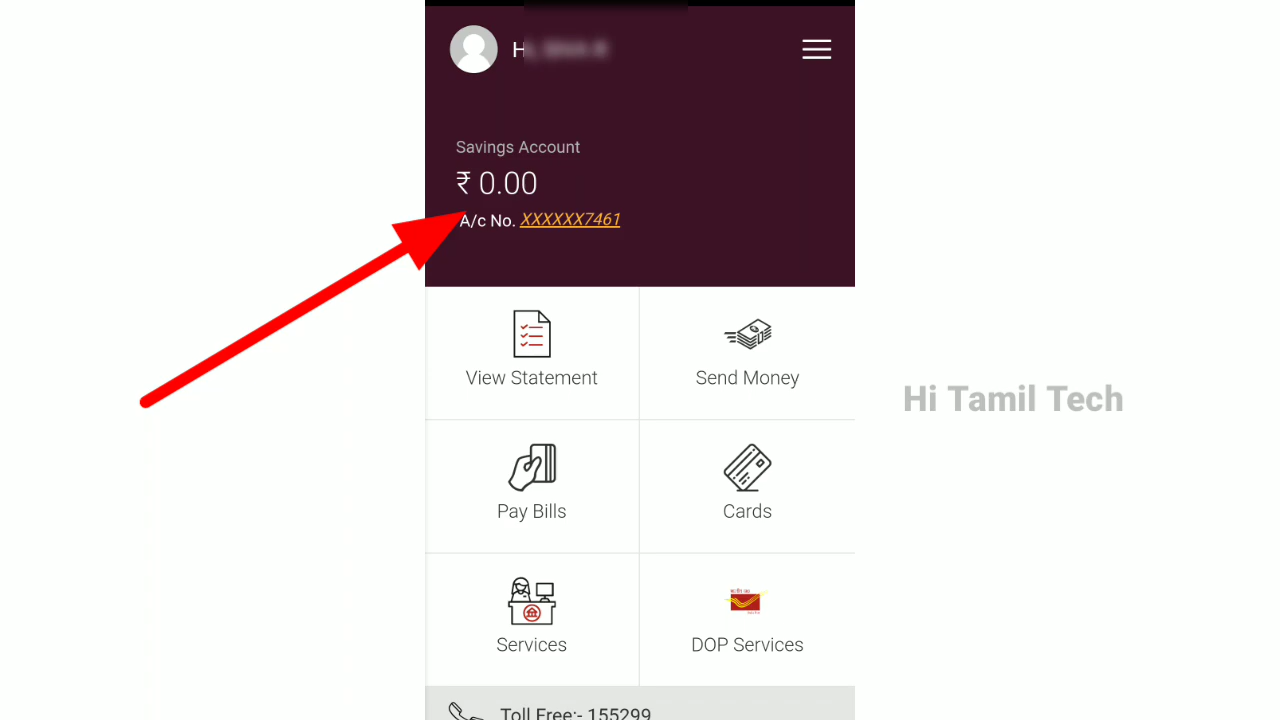 Savings Account
₹ 0.00
A/c No. XXXXXX7461
View Statement
Send Money
Hi Tamil Tech
Pay Bills
Cards
Services
DOP Services
Toll Free:- 155299